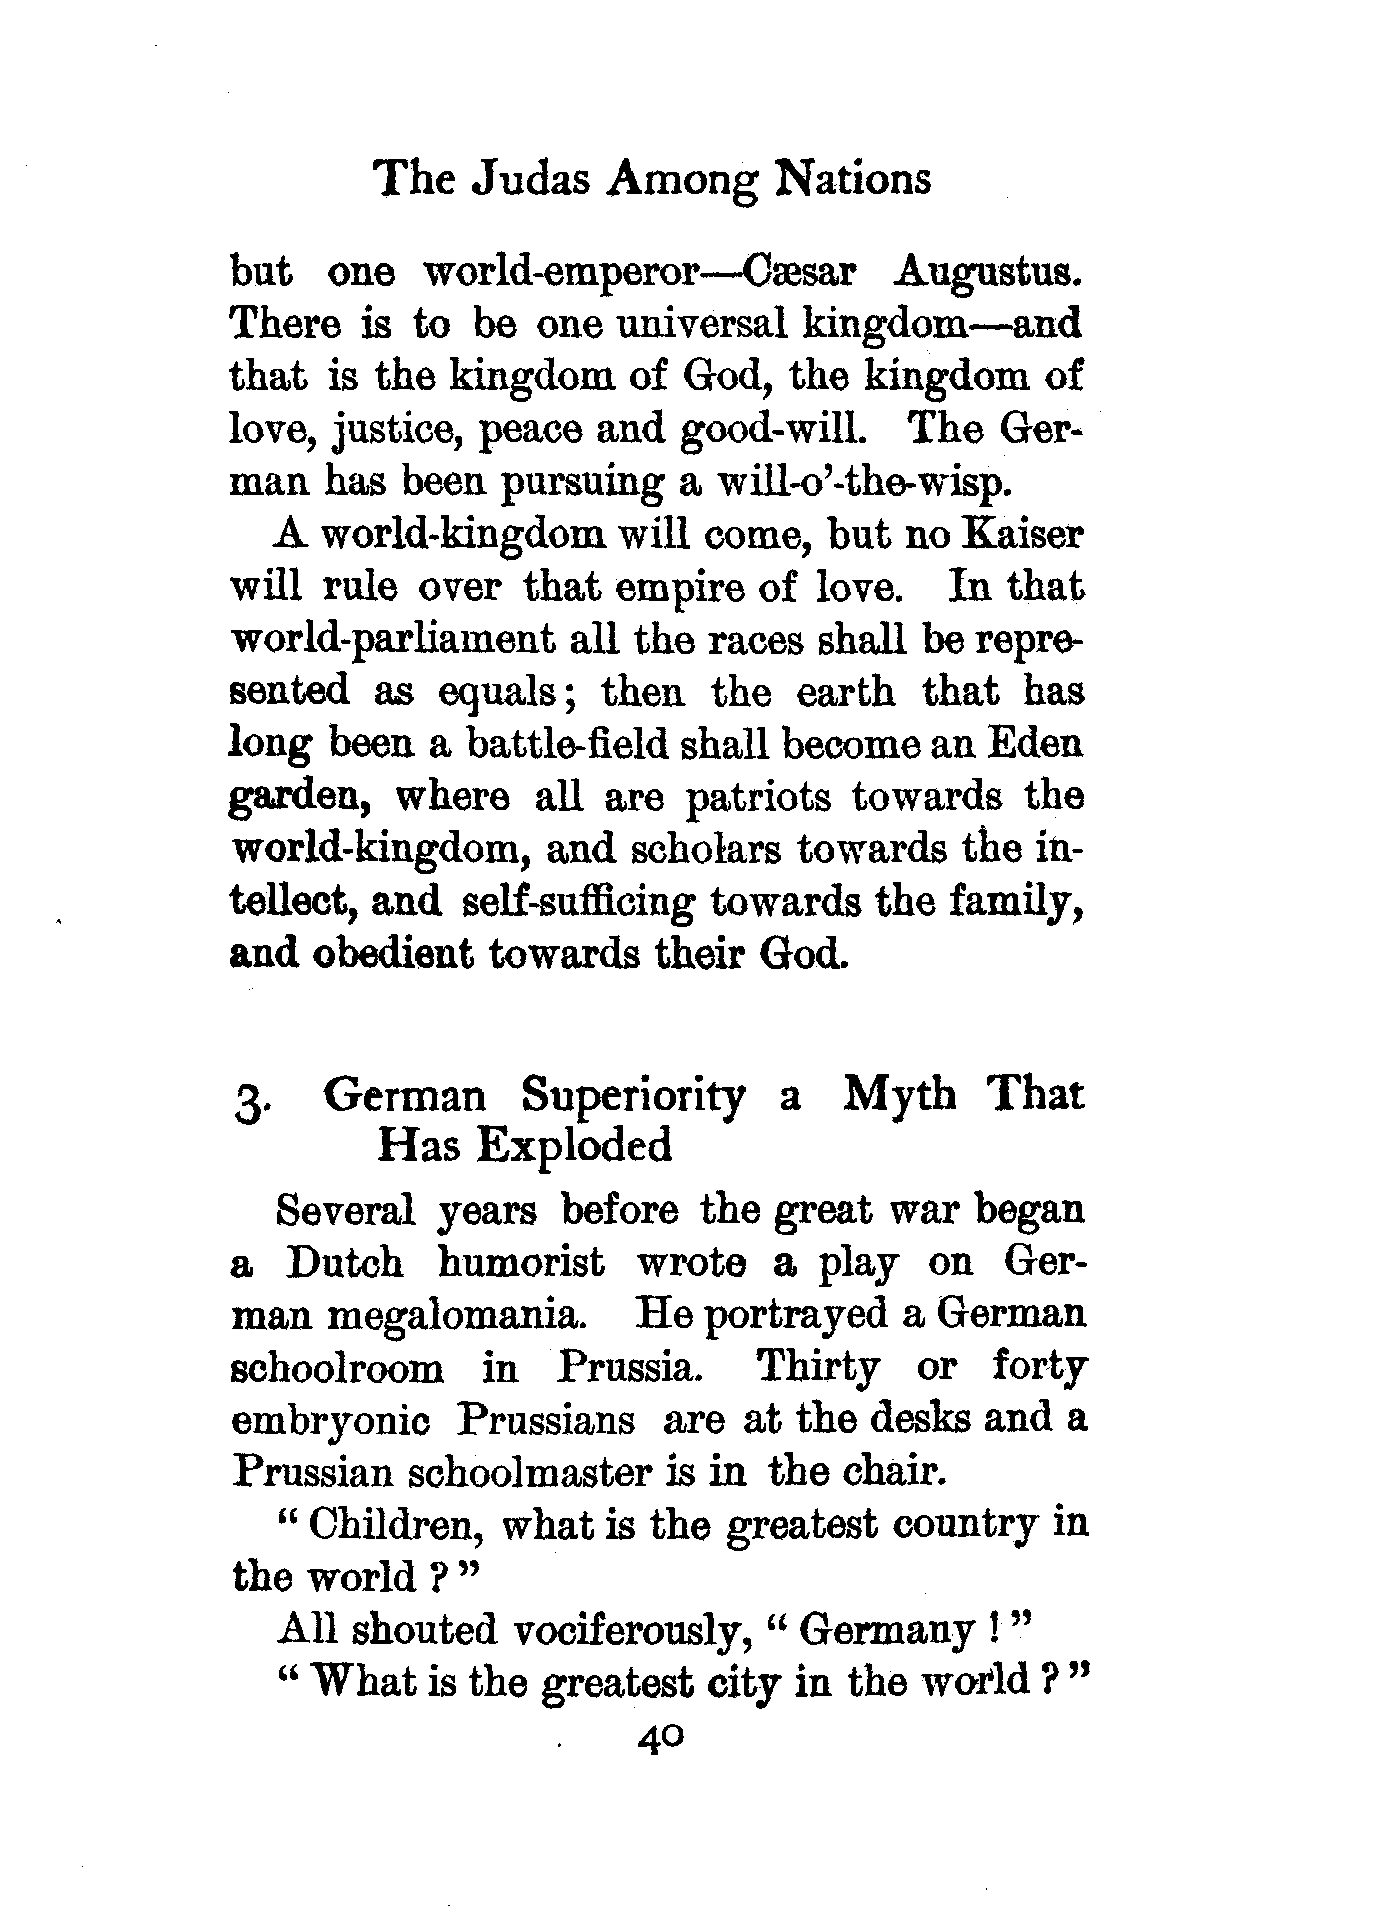 The Judas Among Nations
but one world-emperor—Cæsar Augustus.
There is to be one universal kingdom—and
that is the kingdom of God, the kingdom of
love, justice, peace and good-will. The Ger-
man has been pursuing a will-o'-the-wisp.
A world-kingdom will come, but no Kaiser
will rule over that empire of love. In that
world-parliament all the races shall be repre-
sented as equals; then the earth that has
long been a battle-field shall become an Eden
garden, where all are patriots towards the
world-kingdom, and scholars towards the in-
tellect, and self-sufficing towards the family,
and obedient towards their God.
3. German Superiority a Myth That
Has Exploded
Several years before the great war began
a Dutch humorist wrote a play on Ger-
man megalomania. He portrayed a German
schoolroom in Prussia. Thirty or forty
embryonic Prussians are at the desks and a
Prussian schoolmaster is in the chair.
" Children, what is the greatest country in
the world ? "
All shouted vociferously, " Germany ! "
" What is the greatest city in the world ? "
40